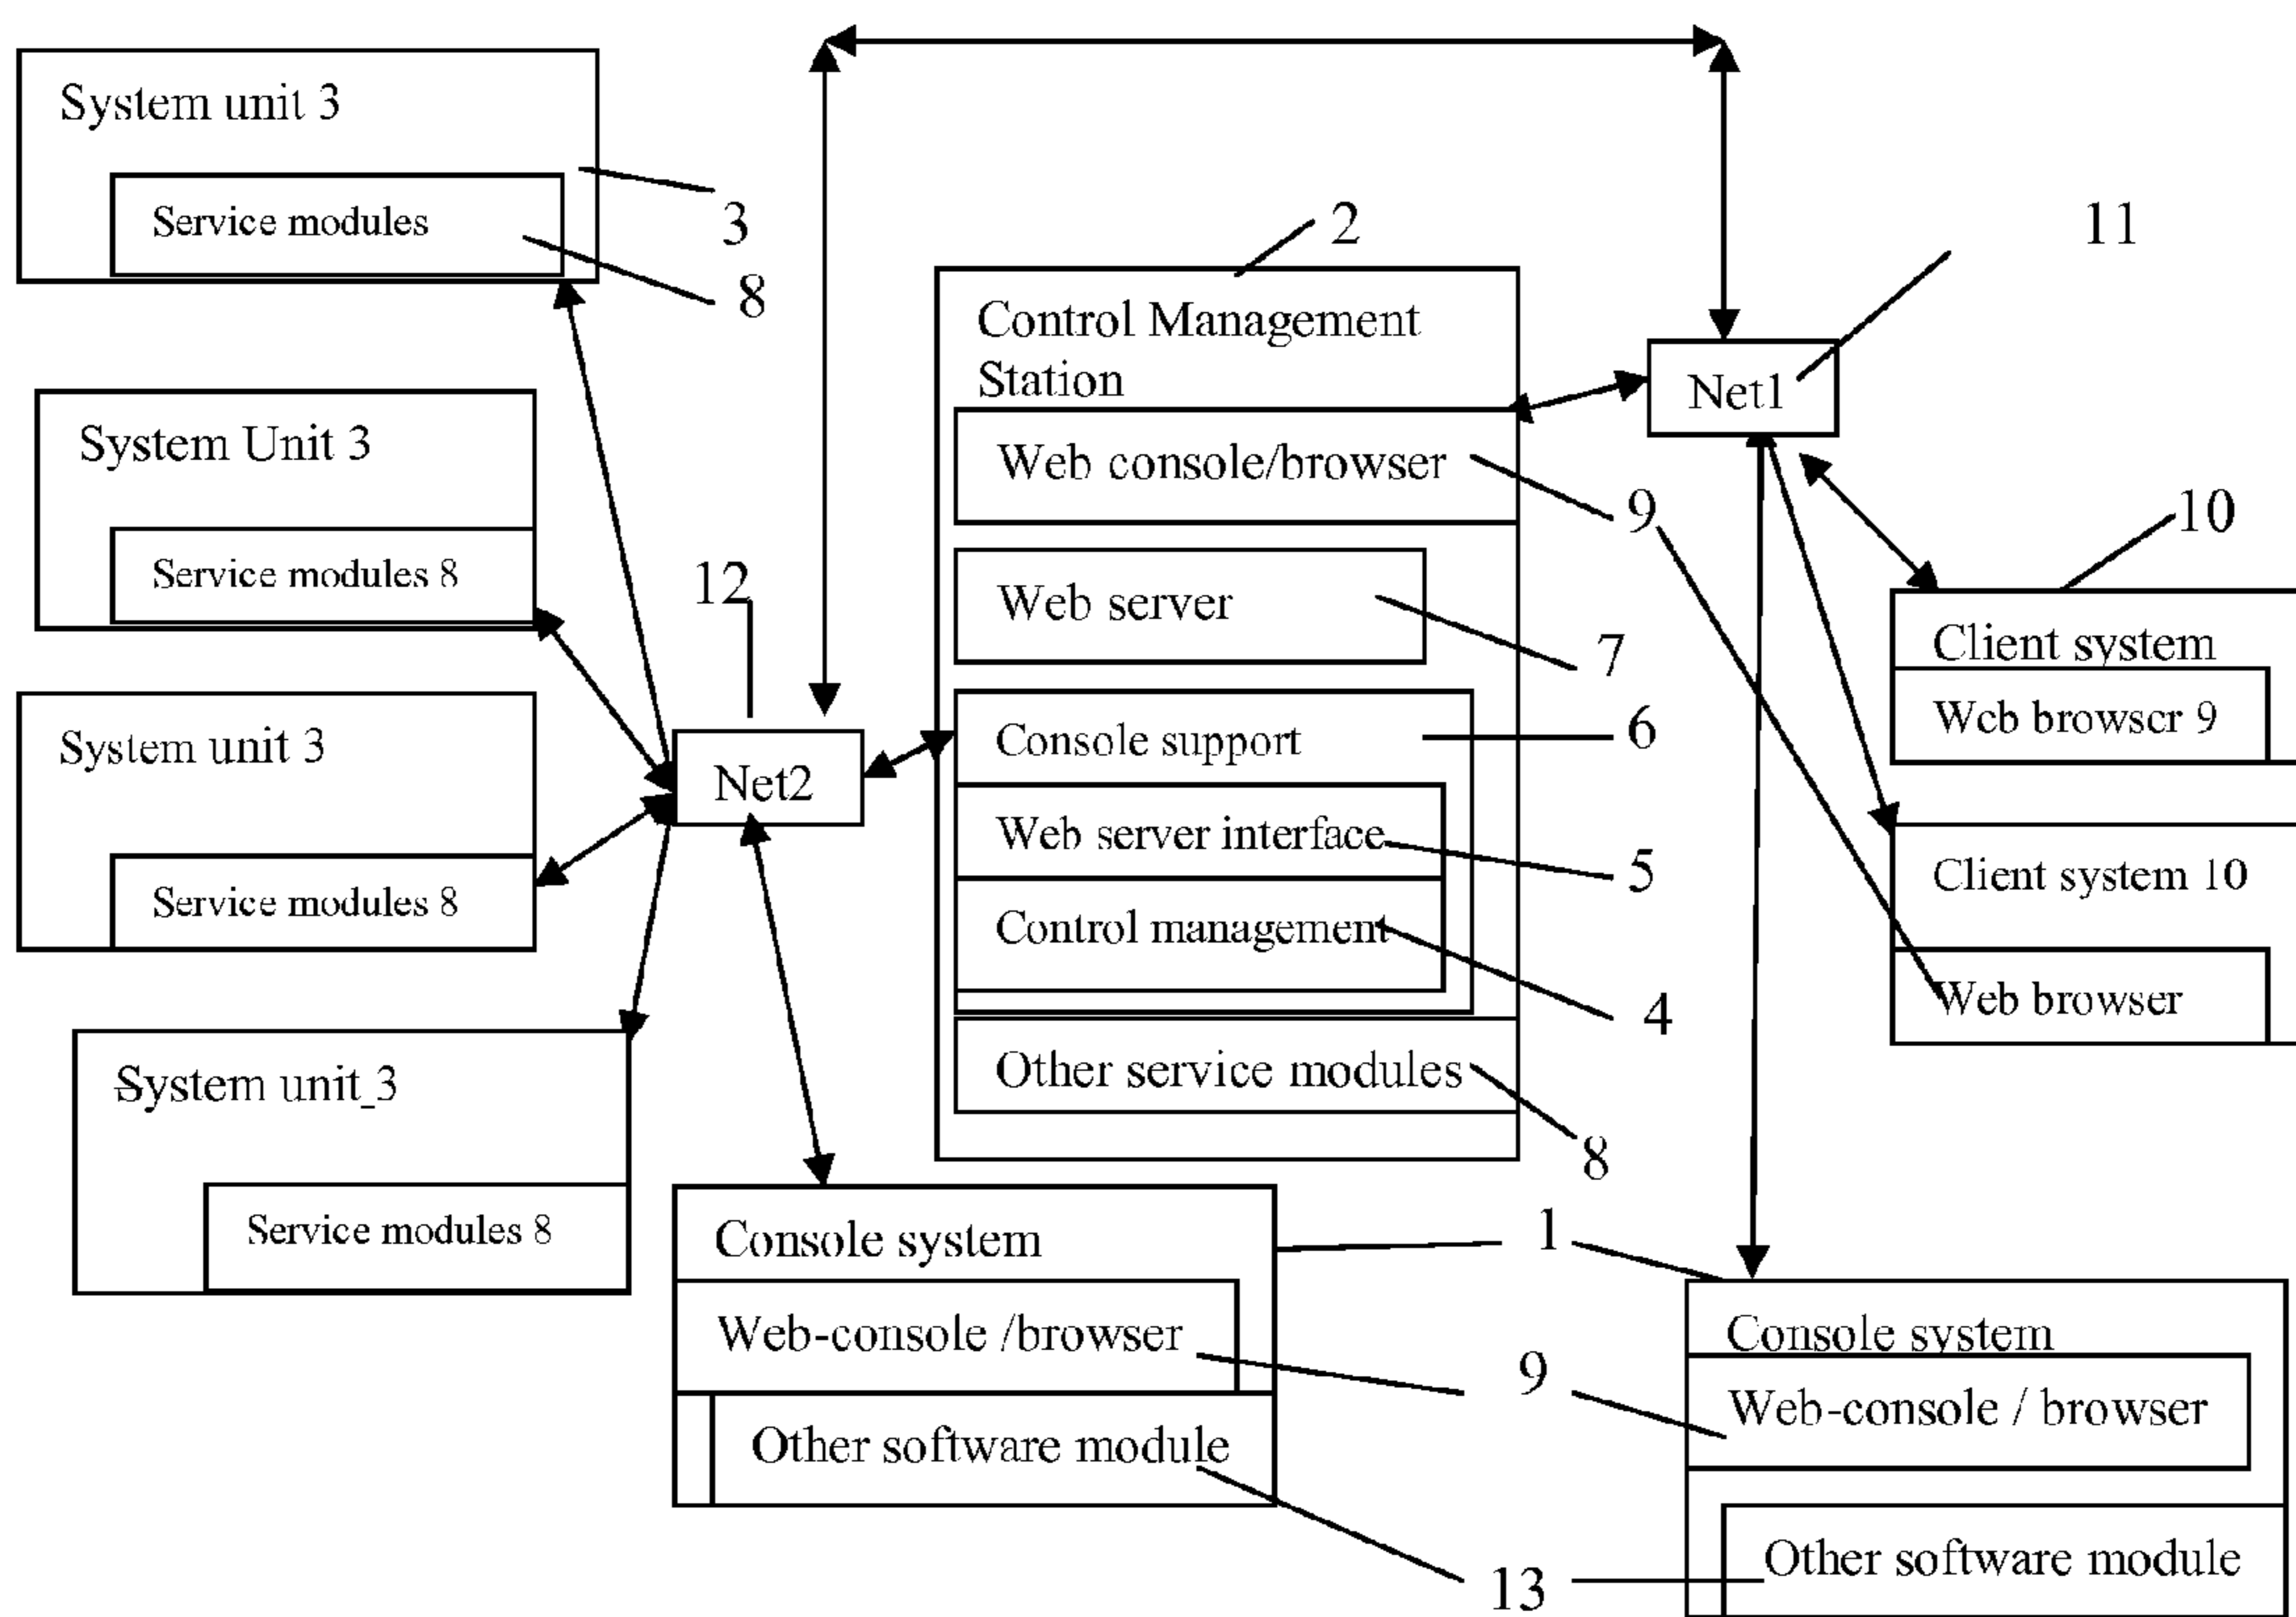 System unit 3
Service modules
3
8
System Unit 3
Service modules 8
System unit 3
Service modules 8
System unit 3
Service modules 8
12
Net2
2
Control Management
Station
Web console/browser
9
Web server
7
Console support
6
Web server interface
5
Control management
4
Other service modules
8
11
Net1
10
Client system
Web browser 9
Client system 10
Web browser
Console system
1
Web-console /browser
9
Other software module
13
Console system
Web-console / browser
Other software module